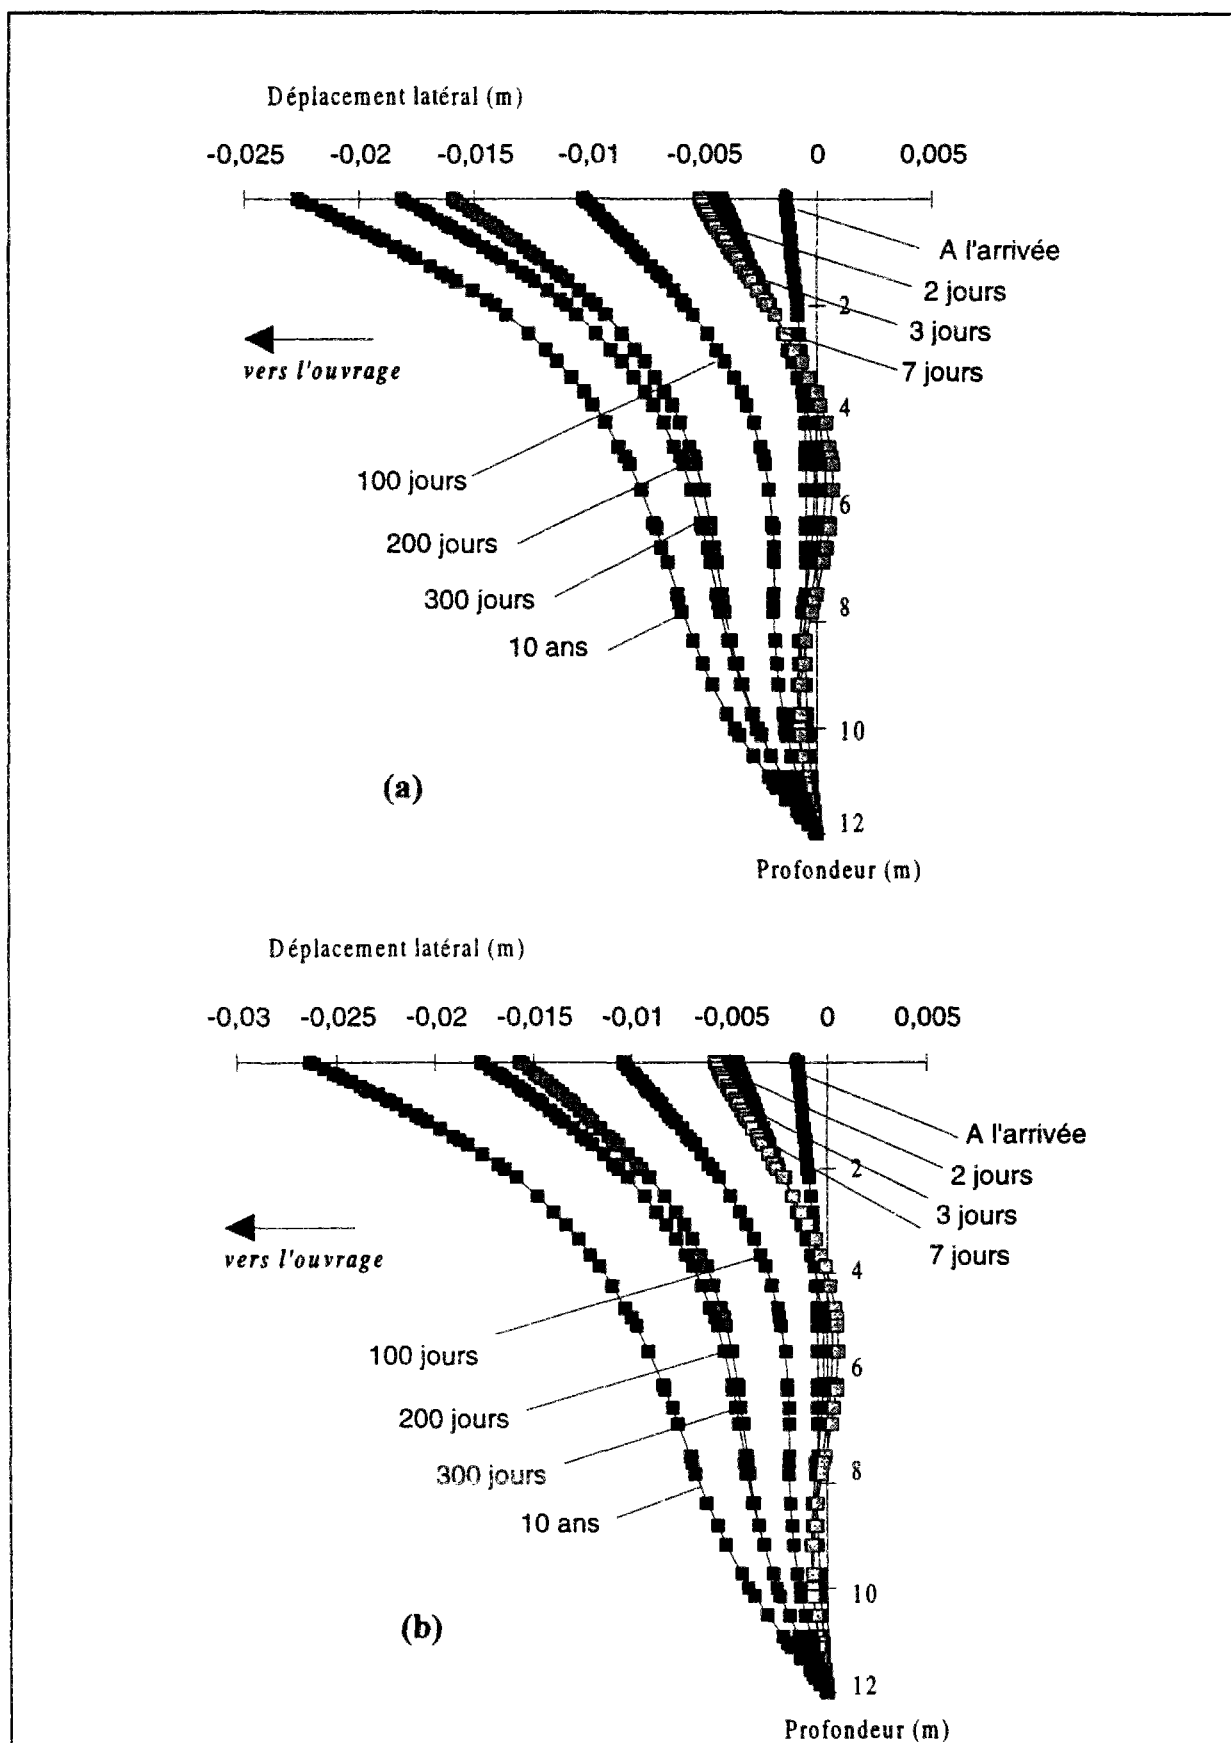 Déplacement latéral (m)
-0,025 -0,02 -0,015 -0,01 -0,005 0 0,005
A l'arrivée
2 jours
2
3 jours
vers l'ouvrage
7 jours
4
100 jours
6
200 jours
300 jours
8
10 ans
10
(a)
12
Profondeur (m)
Déplacement latéral (m)
-0,03 -0,025 -0,02 -0,015 -0,01 -0,005 0 0,005
A l'arrivée
2
2 jours
3 jours
vers l'ouvrage
7 jours
4
100 jours
6
200 jours
300 jours
8
10 ans
10
(b)
12
Profondeur (m)